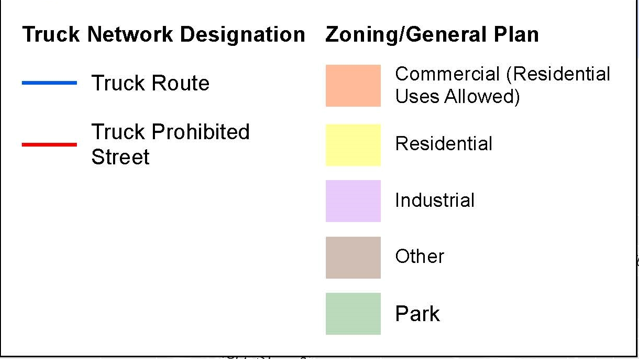 Truck Network Designation
Truck Route
Truck Prohibited
Street
Zoning/General Plan
Commercial (Residential
Uses Allowed)
Residential
Industrial
Other
Park